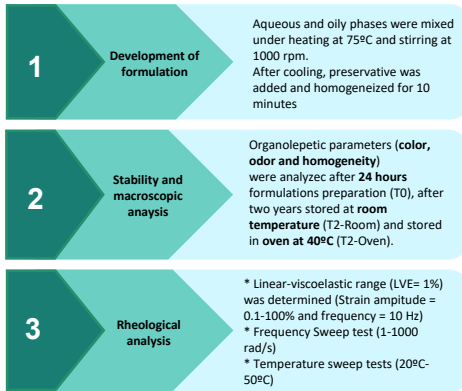 1
Development of
formulation
Aqueous and oily phases were mixed
under heating at 75ºC and stirring at
1000 rpm.
After cooling, preservative was
added and homogeneized for 10
minutes
2
Stability and
macroscopic
anaysis
Organolepetic parameters (color,
odor and homogeneity)
were analyzec after 24 hours
formulations preparation (T0), after
two years stored at room
temperature (T2-Room) and stored
in oven at 40ºC (T2-Oven).
3
Rheological
analysis
* Linear-viscoelastic range (LVE= 1%)
was determined (Strain ampitude =
0.1-100% and frequency = 10 Hz)
* Frequency Sweep test (1-1000
rad/s)
* Temperature sweep tests (20ºC-
50ºC)